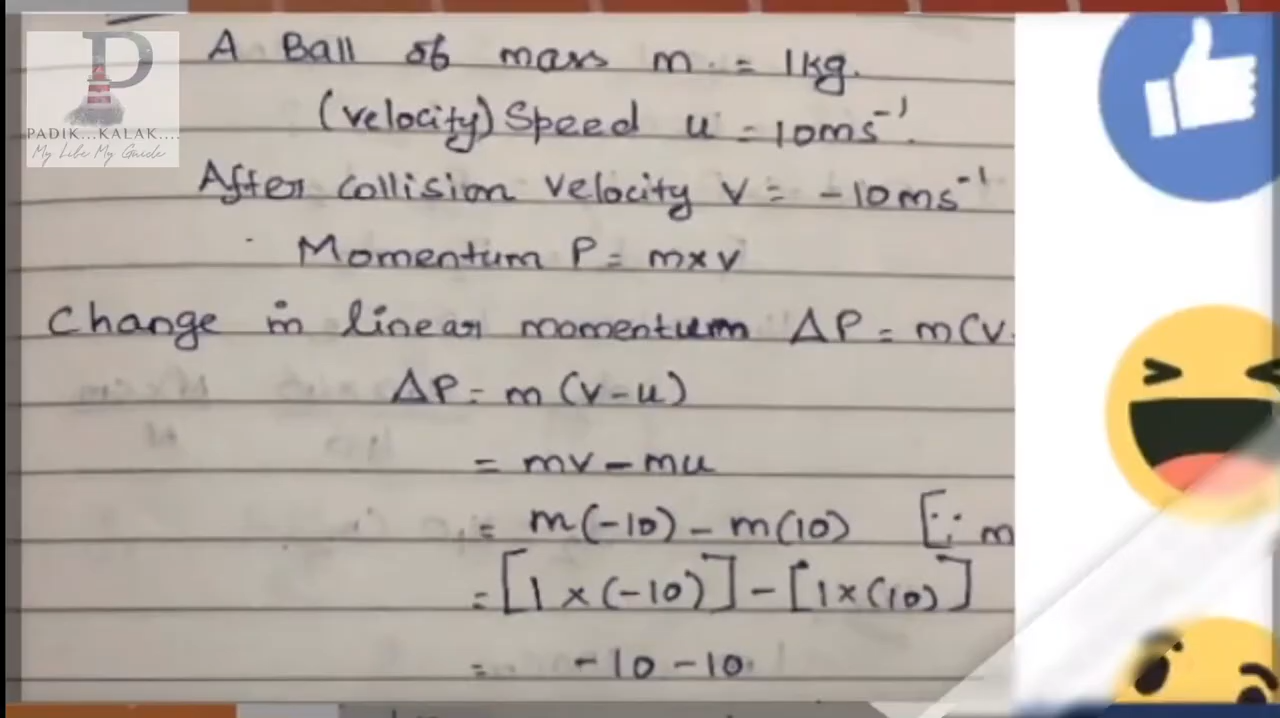 PADIK...KALAK....
My Life My Guide
A Ball of mass m = 1kg.
(velocity) Speed u = 10ms⁻¹.
After collision velocity v = -10ms⁻¹
Momentum P = m×v
Change in linear momentum ΔP = m(v-
ΔP = m(v-u)
= mv-mu
= m(-10)-m(10) [∵ m
= [1×(-10)]-[1×(10)]
= -10-10